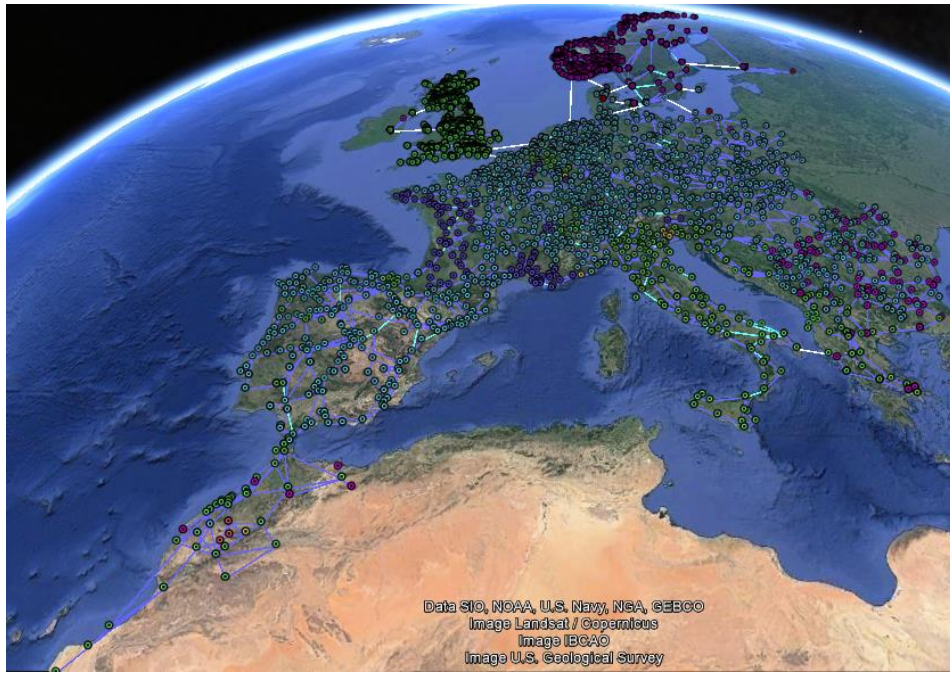 Data SIO, NOAA, U.S. Navy, NGA, GEBCO
Image Landsat / Copernicus
Image IBCAO
Image U.S. Geological Survey